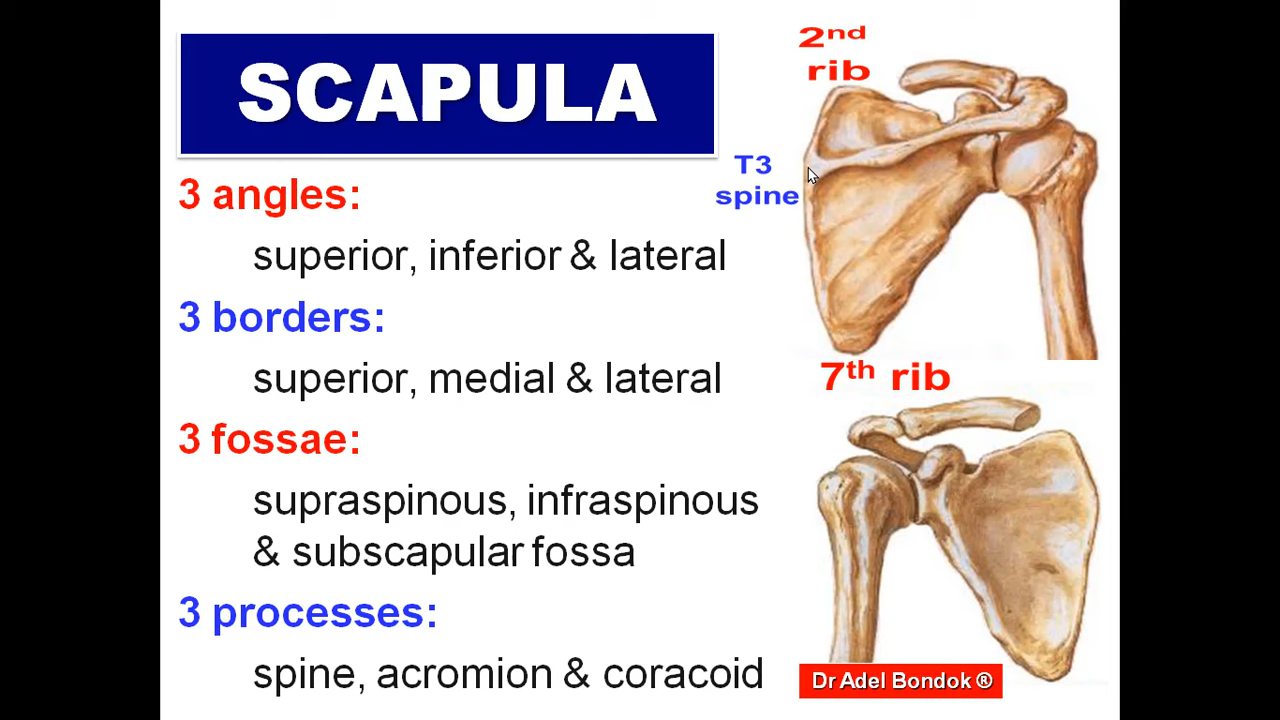 SCAPULA
3 angles:
superior, inferior & lateral
3 borders:
superior, medial & lateral
3 fossae:
supraspinous, infraspinous
& subscapular fossa
3 processes:
spine, acromion & coracoid
2nd
rib
T3
spine
7th rib
Dr Adel Bondok ®